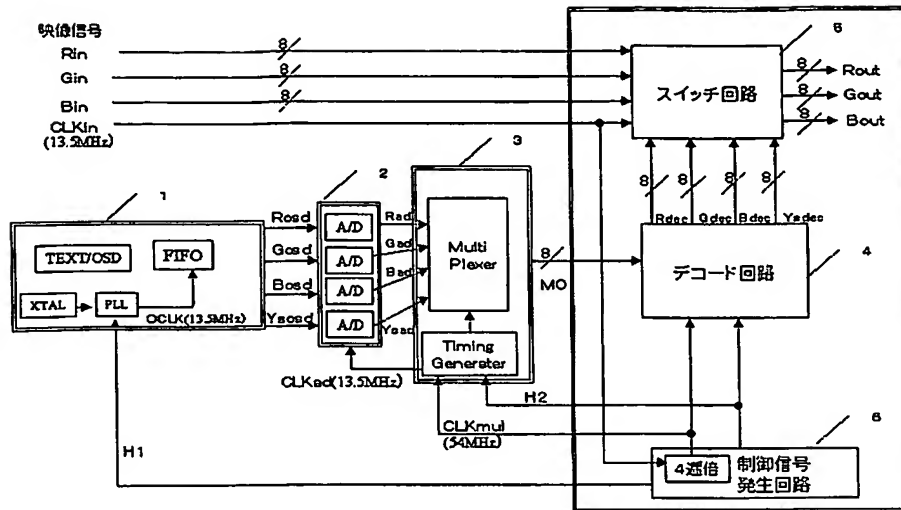 映像信号
Rin
Gin
Bin
CLKin
(13.5MHz)
8
8
8
5
スイッチ回路
8
8
8
Rout
Gout
Bout
8
8
8
8
Rdec
Gdec
Bdec
Ysdec
1
TEXT/OSD
FIFO
XTAL
PLL
OCLK(13.5MHz)
Rosd
Gosd
Bosd
Ysosd
2
A/D
A/D
A/D
A/D
Rad
Gad
Bad
Ysad
3
Multi
Plexer
Timing
Generater
8
MO
デコード回路
4
CLKad(13.5MHz)
H2
CLKmul
(54MHz)
H1
4逓倍
制御信号
発生回路
6